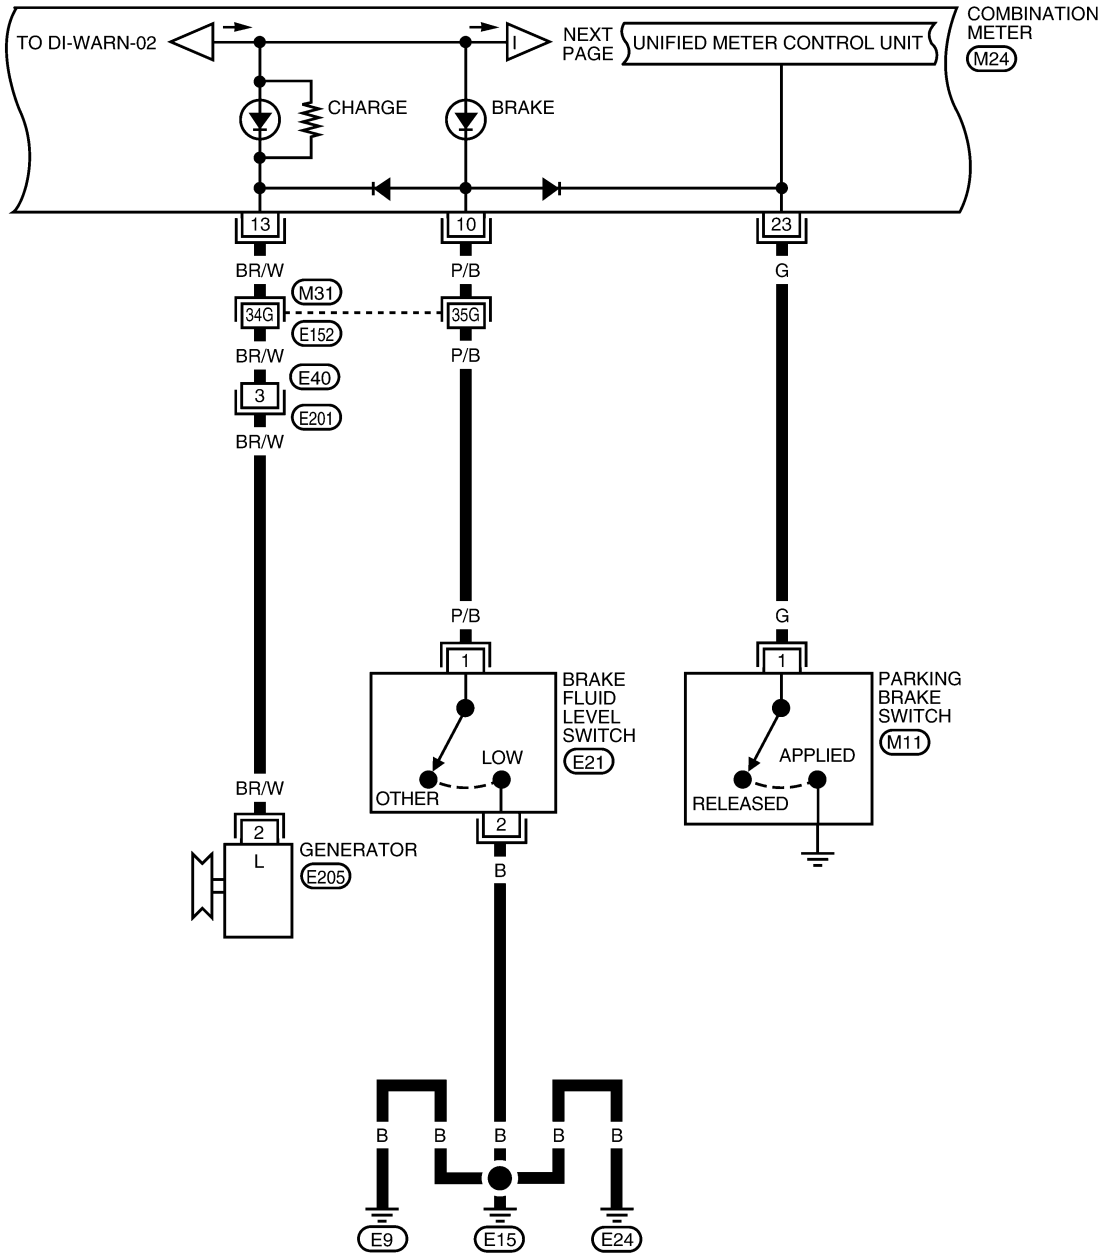 COMBINATION
METER
M24
TO DI-WARN-02
I
NEXT
PAGE
UNIFIED METER CONTROL UNIT
CHARGE
BRAKE
13
10
23
BR/W
P/B
G
M31
34G
35G
E152
BR/W
P/B
E40
3
E201
BR/W
P/B
G
1
1
BRAKE
FLUID
LEVEL
SWITCH
E21
LOW
OTHER
PARKING
BRAKE
SWITCH
M11
APPLIED
RELEASED
BR/W
2
L
GENERATOR
E205
2
B
B
B
B
B
B
E9
E15
E24